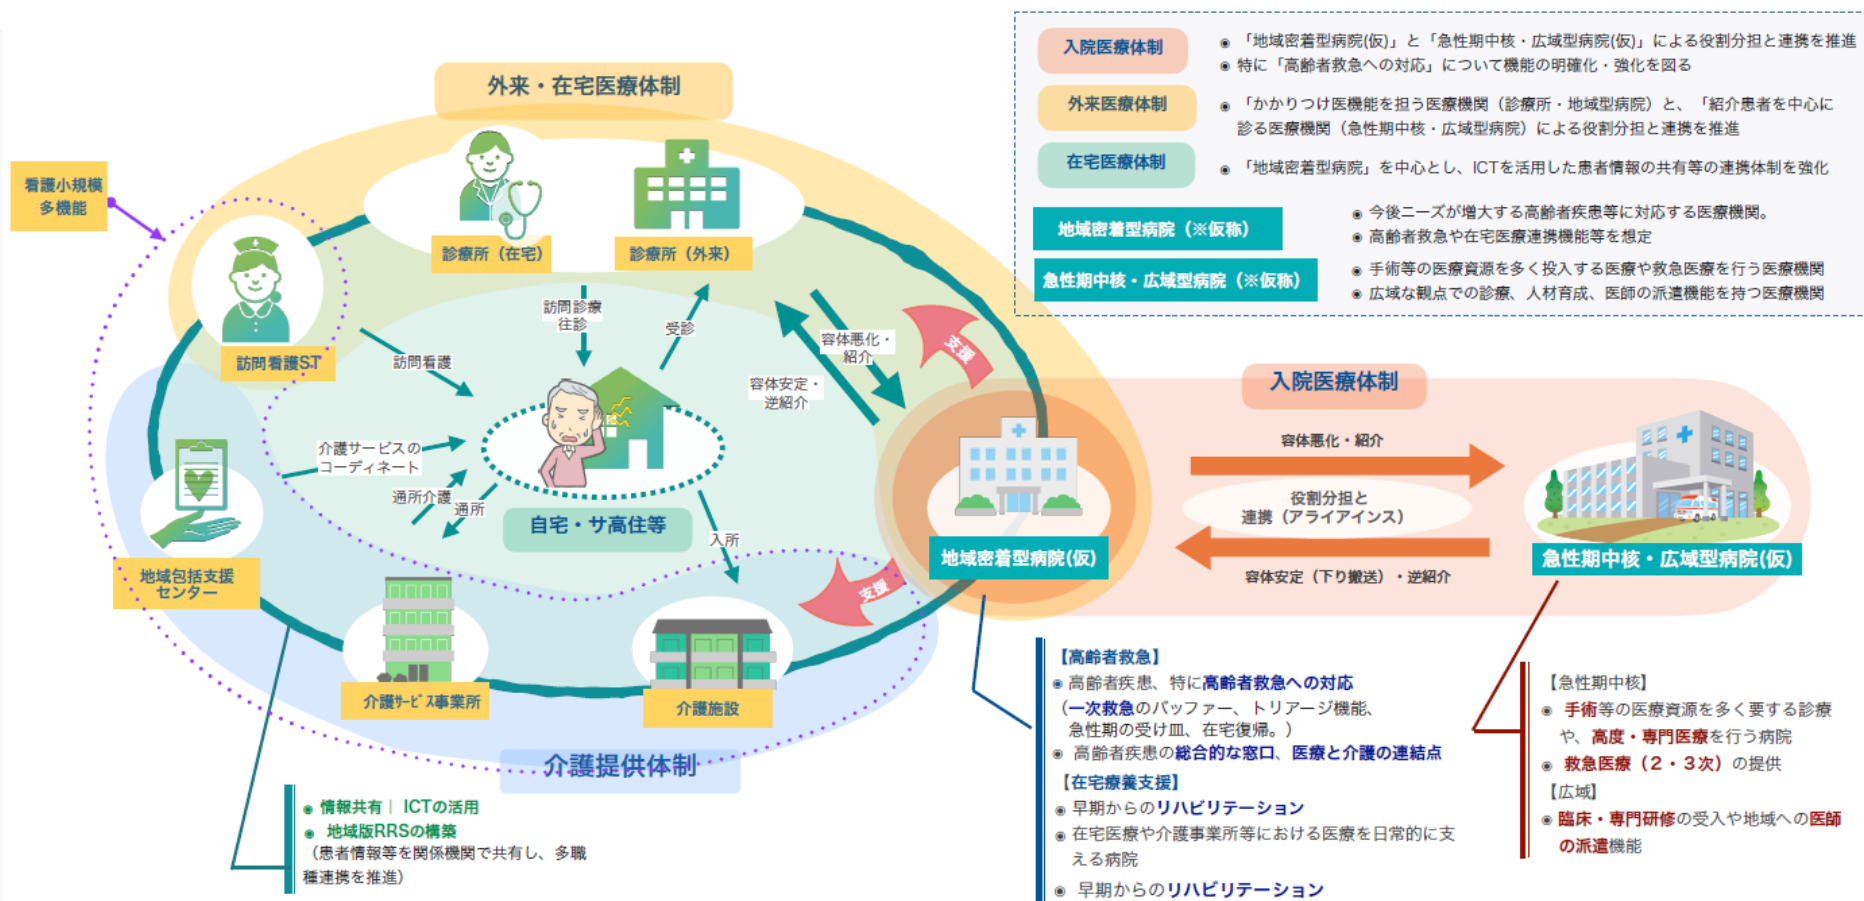 入院医療体制
◉ 「地域密着型病院(仮)」と「急性期中核・広域型病院(仮)」による役割分担と連携を推進
◉ 特に「高齢者救急への対応」について機能の明確化・強化を図る
外来医療体制
◉ 「かかりつけ医機能を担う医療機関（診療所・地域型病院）と、「紹介患者を中心に
診る医療機関（急性期中核・広域型病院）による役割分担と連携を推進
在宅医療体制
◉ 「地域密着型病院」を中心とし、ICTを活用した患者情報の共有等の連携体制を強化
地域密着型病院（※仮称）
◉ 今後ニーズが増大する高齢者疾患等に対応する医療機関。
◉ 高齢者救急や在宅医療連携機能等を想定
急性期中核・広域型病院（※仮称）
◉ 手術等の医療資源を多く投入する医療や救急医療を行う医療機関
◉ 広域な観点での診療、人材育成、医師の派遣機能を持つ医療機関
外来・在宅医療体制
看護小規模
多機能
診療所（在宅）
診療所（外来）
訪問看護ST
訪問看護
訪問診療
往診
受診
容体悪化・
紹介
容体安定・
逆紹介
支援
介護サービスの
コーディネート
通所介護
通所
自宅・サ高住等
入所
支援
地域包括支援
センター
介護ｻｰﾋﾞｽ事業所
介護施設
介護提供体制
地域密着型病院(仮)
入院医療体制
容体悪化・紹介
役割分担と
連携（アライアインス）
容体安定（下り搬送）・逆紹介
急性期中核・広域型病院(仮)
◉ 情報共有｜ ICTの活用
◉ 地域版RRSの構築
（患者情報等を関係機関で共有し、多職
種連携を推進）
【高齢者救急】
◉ 高齢者疾患、特に高齢者救急への対応
（一次救急のバッファー、トリアージ機能、
急性期の受け皿、在宅復帰。）
◉ 高齢者疾患の総合的な窓口、医療と介護の連結点
【在宅療養支援】
◉ 早期からのリハビリテーション
◉ 在宅医療や介護事業所等における医療を日常的に支
える病院
◉ 早期からのリハビリテーション
【急性期中核】
◉ 手術等の医療資源を多く要する診療
や、高度・専門医療を行う病院
◉ 救急医療（２・３次）の提供
【広域】
◉ 臨床・専門研修の受入や地域への医師
の派遣機能